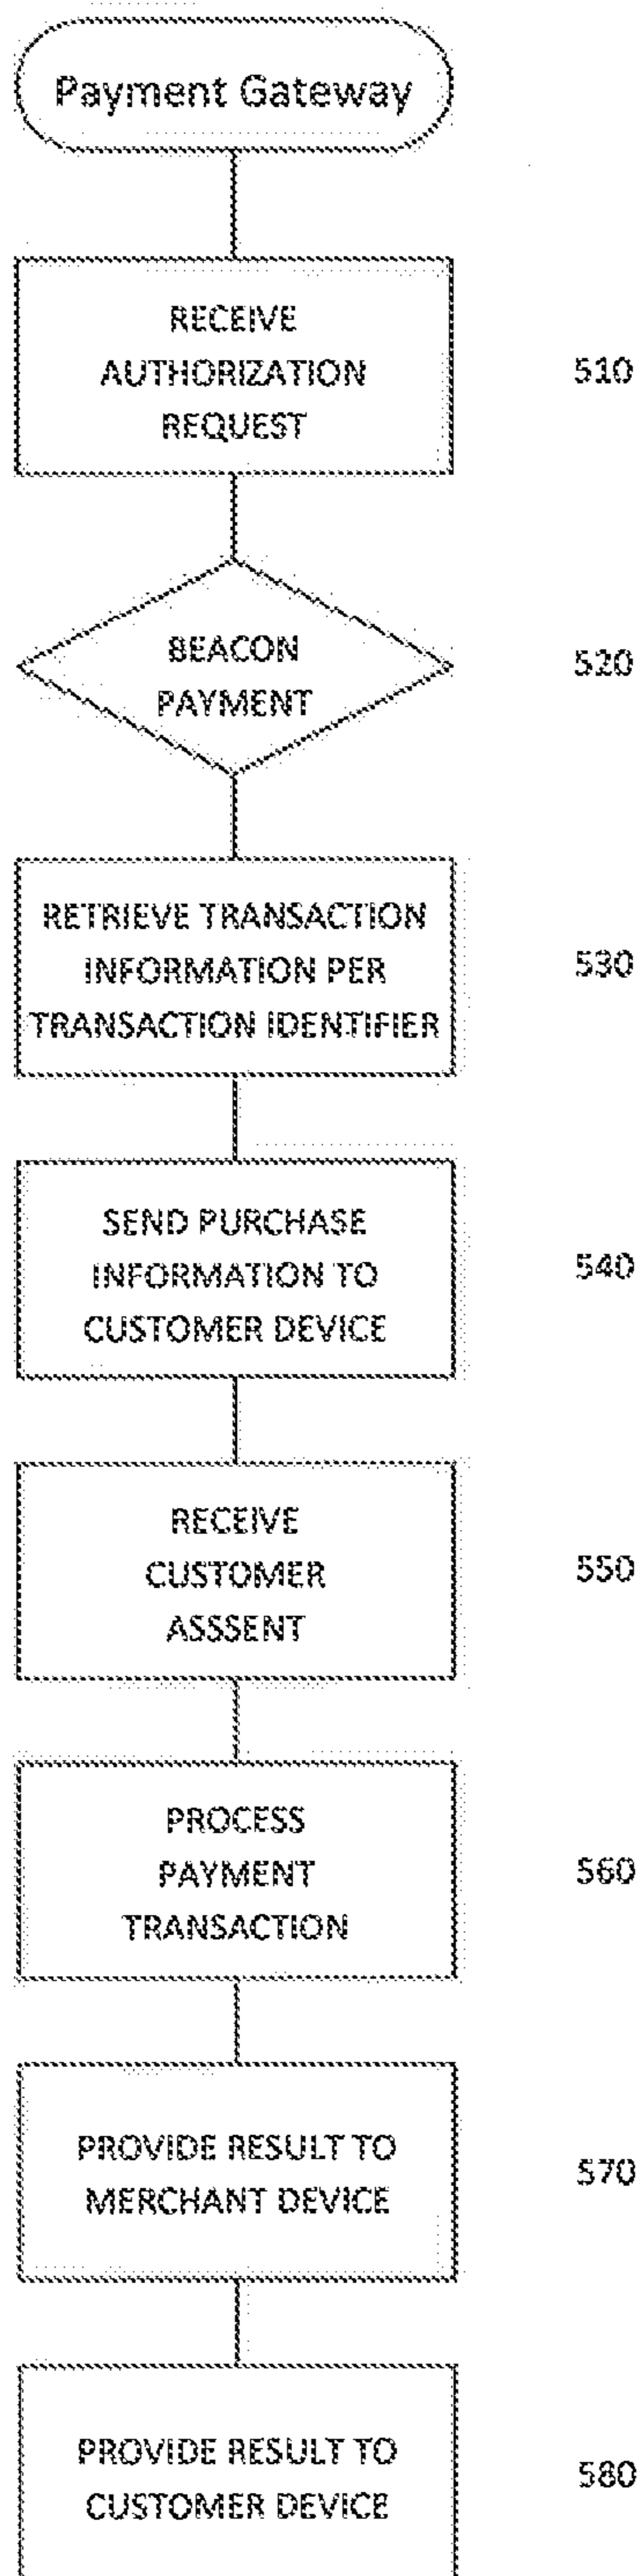 Payment Gateway
RECEIVE
AUTHORIZATION
REQUEST
510
BEACON
PAYMENT
520
RETRIEVE TRANSACTION
INFORMATION PER
TRANSACTION IDENTIFIER
530
SEND PURCHASE
INFORMATION TO
CUSTOMER DEVICE
540
RECEIVE
CUSTOMER
ASSSENT
550
PROCESS
PAYMENT
TRANSACTION
560
PROVIDE RESULT TO
MERCHANT DEVICE
570
PROVIDE RESULT TO
CUSTOMER DEVICE
580